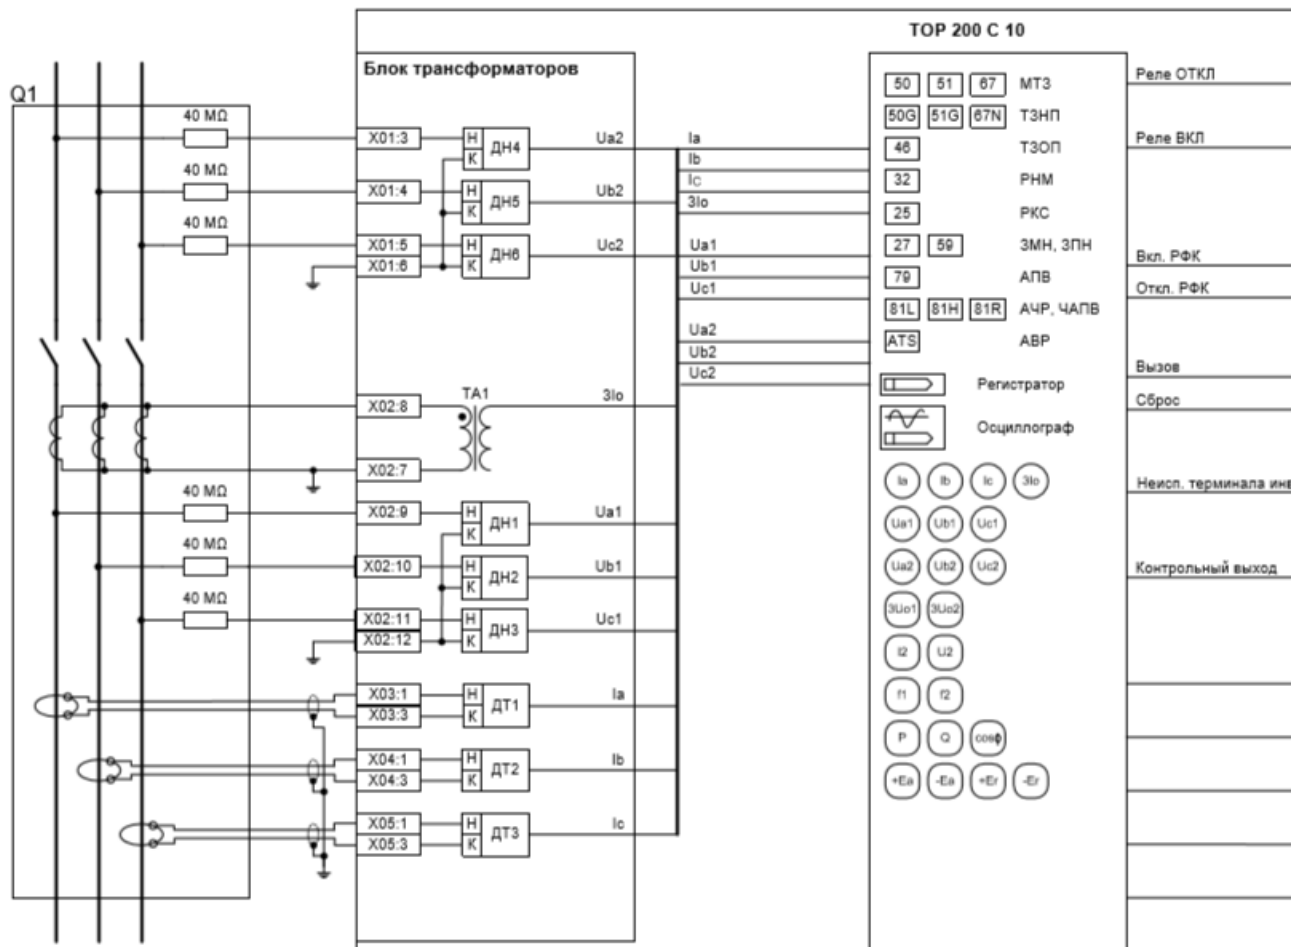 ТОР 200 С 10
Блок трансформаторов
Q1
40 MΩ
X01:3
Н
К
ДН4
Ua2
40 MΩ
X01:4
Н
К
ДН5
Ub2
40 MΩ
X01:5
X01:6
Н
К
ДН6
Uc2
X02:8
TA1
3Io
X02:7
40 MΩ
X02:9
Н
К
ДН1
Ua1
40 MΩ
X02:10
Н
К
ДН2
Ub1
40 MΩ
X02:11
X02:12
Н
К
ДН3
Uc1
X03:1
X03:3
Н
К
ДТ1
Ia
X04:1
X04:3
Н
К
ДТ2
Ib
X05:1
X05:3
Н
К
ДТ3
Ic
Ia
Ib
Ic
3Io
Ua1
Ub1
Uc1
Ua2
Ub2
Uc2
50 51 67 МТЗ
50G 51G 67N ТЗНП
46 ТЗОП
32 РНМ
25 РКС
27 59 ЗМН, ЗПН
79 АПВ
81L 81H 81R АЧР, ЧАПВ
ATS АВР
Регистратор
Осциллограф
Ia Ib Ic 3Io
Ua1 Ub1 Uc1
Ua2 Ub2 Uc2
3Uo1 3Uo2
I2 U2
f1 f2
P Q cosφ
+Ea -Ea +Er -Er
Реле ОТКЛ
Реле ВКЛ
Вкл. РФК
Откл. РФК
Вызов
Сброс
Неисп. терминала инв
Контрольный выход